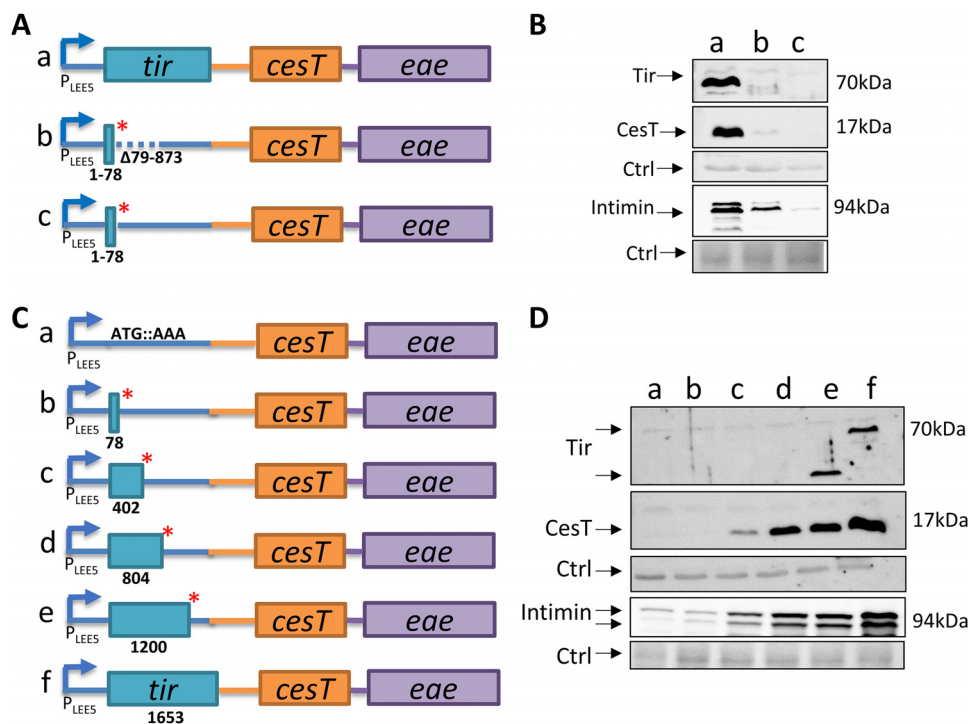 A
a
tir
cesT
eae
P_LEE5
b
*
cesT
eae
P_LEE5
Δ79-873
1-78
c
*
cesT
eae
P_LEE5
1-78
B
a b c
Tir 70kDa
CesT 17kDa
Ctrl
Intimin 94kDa
Ctrl
C
a
ATG::AAA
cesT
eae
P_LEE5
b
*
cesT
eae
P_LEE5
78
c
*
cesT
eae
P_LEE5
402
d
*
cesT
eae
P_LEE5
804
e
*
cesT
eae
P_LEE5
1200
f
tir
cesT
eae
P_LEE5
1653
D
a b c d e f
70kDa
Tir
CesT 17kDa
Ctrl
Intimin
94kDa
Ctrl